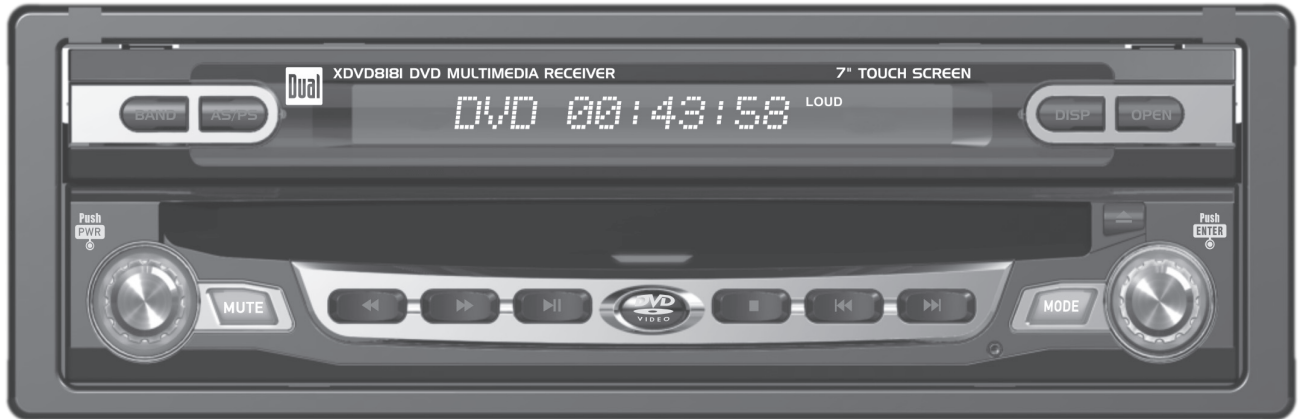 Dual
XDVD8181 DVD MULTIMEDIA RECEIVER
7" TOUCH SCREEN
BAND
AS/PS
DVD 00:43:58
LOUD
DISP
OPEN
Push
PWR
Push
ENTER
MUTE
DVD
VIDEO
MODE